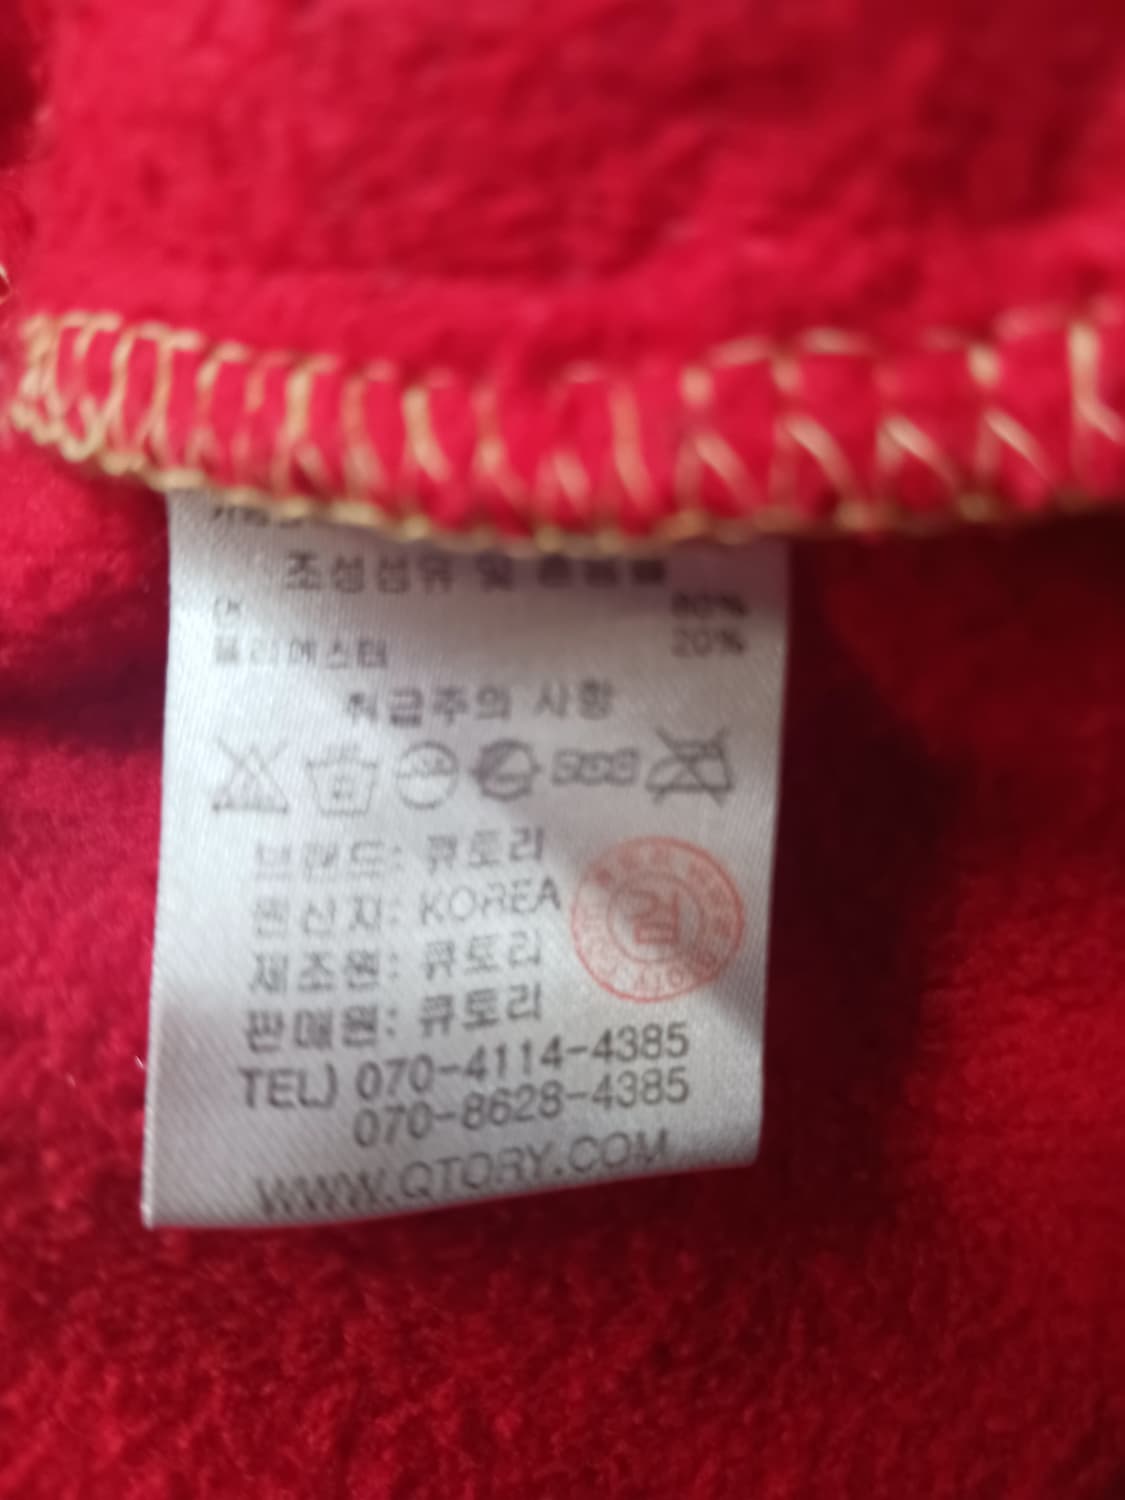 조성섬유 및 혼용률
면 80%
폴리에스터 20%
취급주의 사항
브랜드: 큐토리
원산지: KOREA
제조원: 큐토리
판매원: 큐토리
검
TEL) 070-4114-4385
070-8628-4385
WWW.QTORY.COM